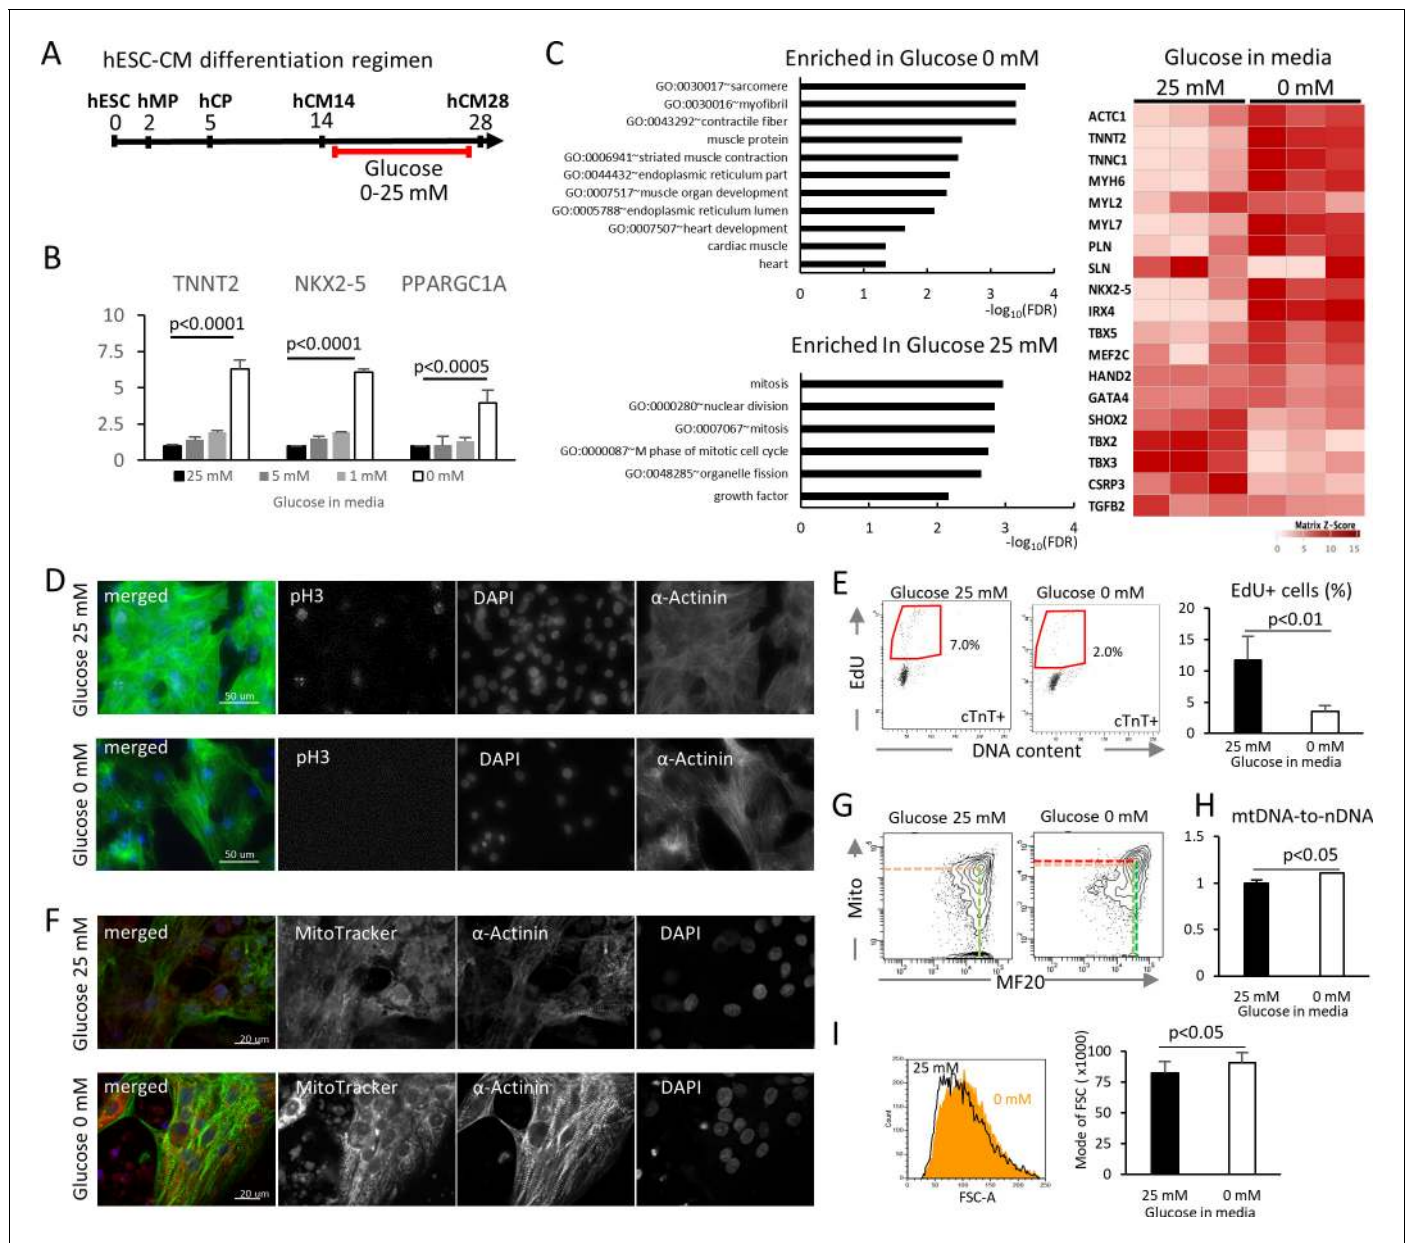 A
hESC-CM differentiation regimen
hESC hMP hCP hCM14 hCM28
0 2 5 14 28
Glucose
0-25 mM
B
TNNT2 NKX2-5 PPARGC1A
10
7.5
5
2.5
0
p<0.0001
p<0.0001
p<0.0005
25 mM 5 mM 1 mM 0 mM
Glucose in media
C
Enriched in Glucose 0 mM
GO:0030017~sarcomere
GO:0030016~myofibril
GO:0043292~contractile fiber
muscle protein
GO:0006941~striated muscle contraction
GO:0044432~endoplasmic reticulum part
GO:0007517~muscle organ development
GO:0005788~endoplasmic reticulum lumen
GO:0007507~heart development
cardiac muscle
heart
0 1 2 3 4
-log10(FDR)
Enriched In Glucose 25 mM
mitosis
GO:0000280~nuclear division
GO:0007067~mitosis
GO:0000087~M phase of mitotic cell cycle
GO:0048285~organelle fission
growth factor
0 1 2 3 4
-log10(FDR)
Glucose in media
25 mM 0 mM
ACTC1
TNNT2
TNNC1
MYH6
MYL2
MYL7
PLN
SLN
NKX2-5
IRX4
TBX5
MEF2C
HAND2
GATA4
SHOX2
TBX2
TBX3
CSRP3
TGFB2
Matrix Z-Score
0 5 10 15
D
Glucose 25 mM
merged pH3 DAPI α-Actinin
50 um
Glucose 0 mM
merged pH3 DAPI α-Actinin
50 um
E
Glucose 25 mM Glucose 0 mM
7.0%
2.0%
EdU
cTnT+
cTnT+
DNA content
EdU+ cells (%)
20
15
10
5
0
p<0.01
25 mM 0 mM
Glucose in media
F
Glucose 25 mM
merged MitoTracker α-Actinin DAPI
20 um
Glucose 0 mM
merged MitoTracker α-Actinin DAPI
20 um
G
Glucose 25 mM Glucose 0 mM
Mito
MF20
H
mtDNA-to-nDNA
1.5
1
0.5
0
p<0.05
25 mM 0 mM
Glucose in media
I
25 mM
0 mM
Count
250
200
150
100
50
0
0 50 100 150 200 250
FSC-A
Mode of FSC ( x1000)
100
75
50
25
0
p<0.05
25 mM 0 mM
Glucose in media